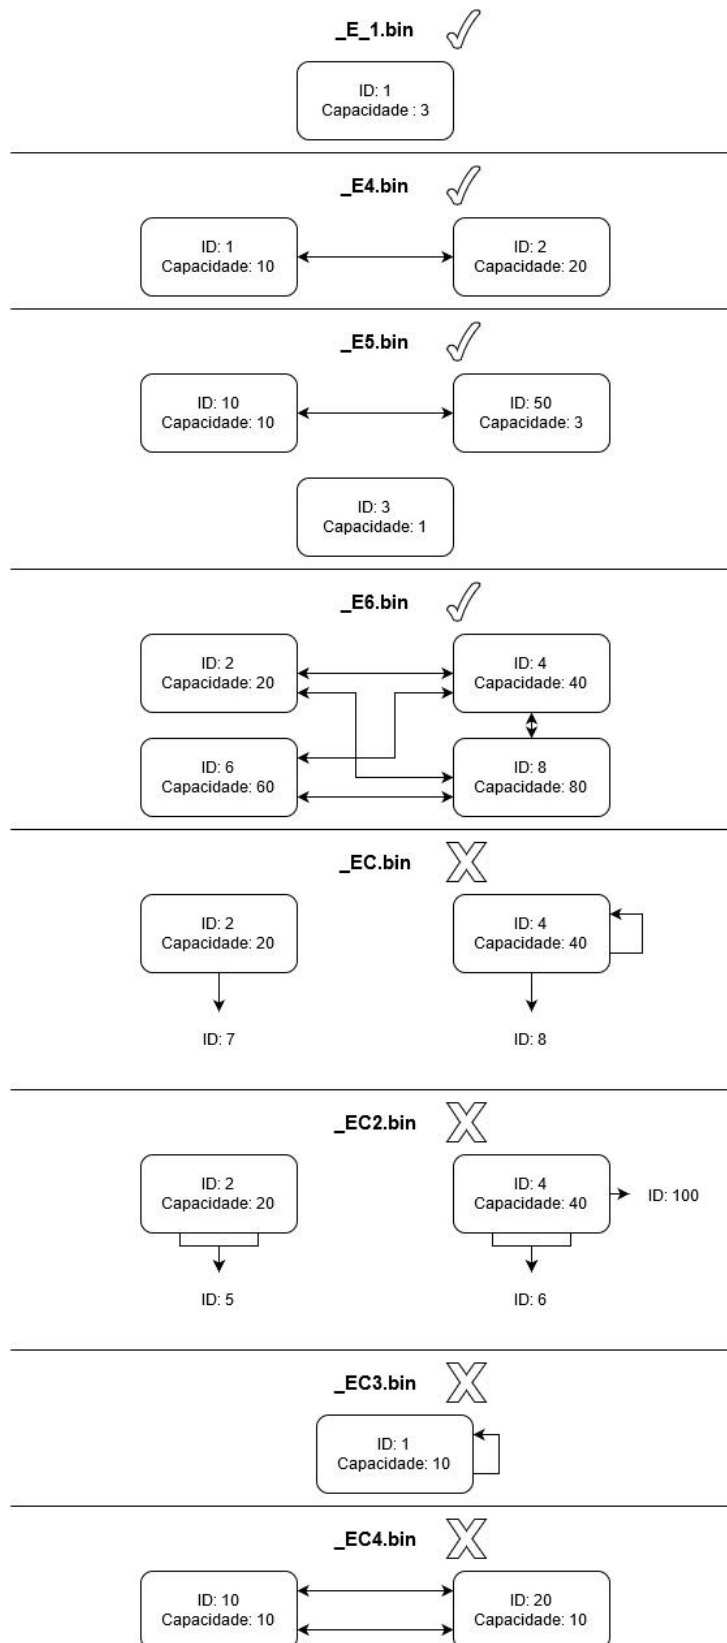 _E_1.bin
ID: 1
Capacidade : 3
_E4.bin
ID: 1
Capacidade: 10
ID: 2
Capacidade: 20
_E5.bin
ID: 10
Capacidade: 10
ID: 50
Capacidade: 3
ID: 3
Capacidade: 1
_E6.bin
ID: 2
Capacidade: 20
ID: 4
Capacidade: 40
ID: 6
Capacidade: 60
ID: 8
Capacidade: 80
_EC.bin
ID: 2
Capacidade: 20
ID: 4
Capacidade: 40
ID: 7
ID: 8
_EC2.bin
ID: 2
Capacidade: 20
ID: 4
Capacidade: 40
ID: 100
ID: 5
ID: 6
_EC3.bin
ID: 1
Capacidade: 10
_EC4.bin
ID: 10
Capacidade: 10
ID: 20
Capacidade: 10